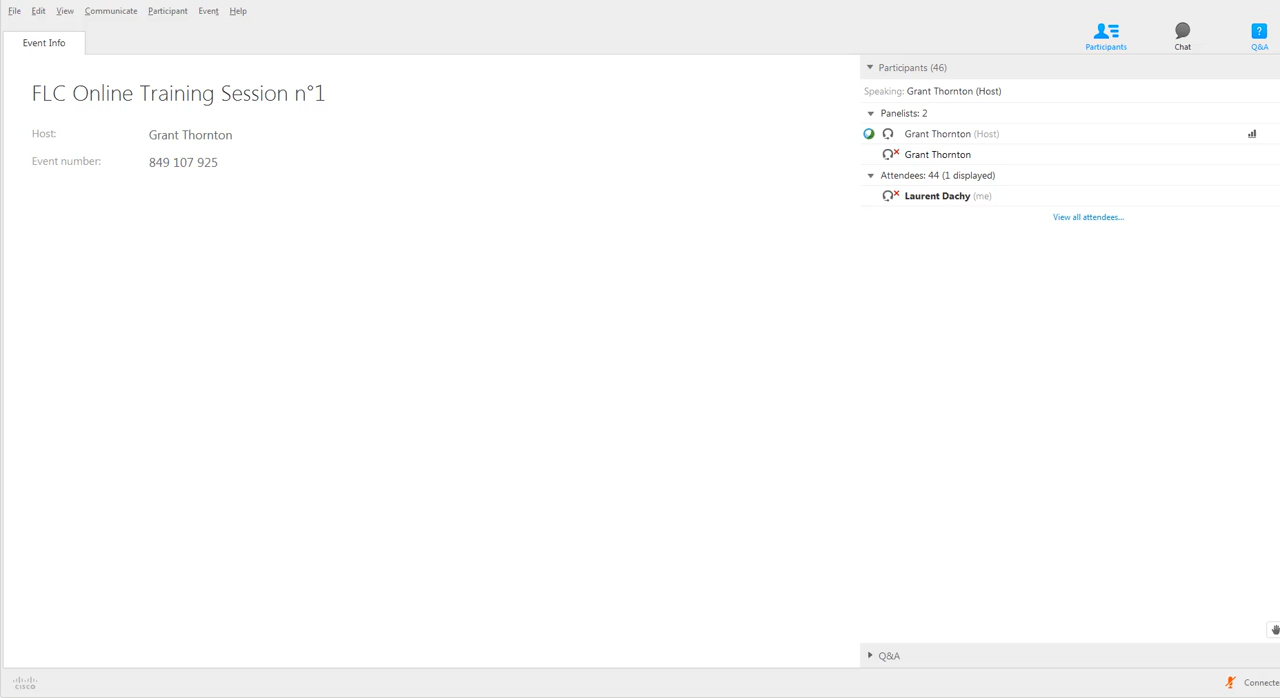 File Edit View Communicate Participant Event Help
Event Info
Participants Chat Q&A
FLC Online Training Session n°1
Host: Grant Thornton
Event number: 849 107 925
Participants (46)
Speaking: Grant Thornton (Host)
Panelists: 2
Grant Thornton (Host)
Grant Thornton
Attendees: 44 (1 displayed)
Laurent Dachy (me)
View all attendees...
Q&A
CISCO
Connecte